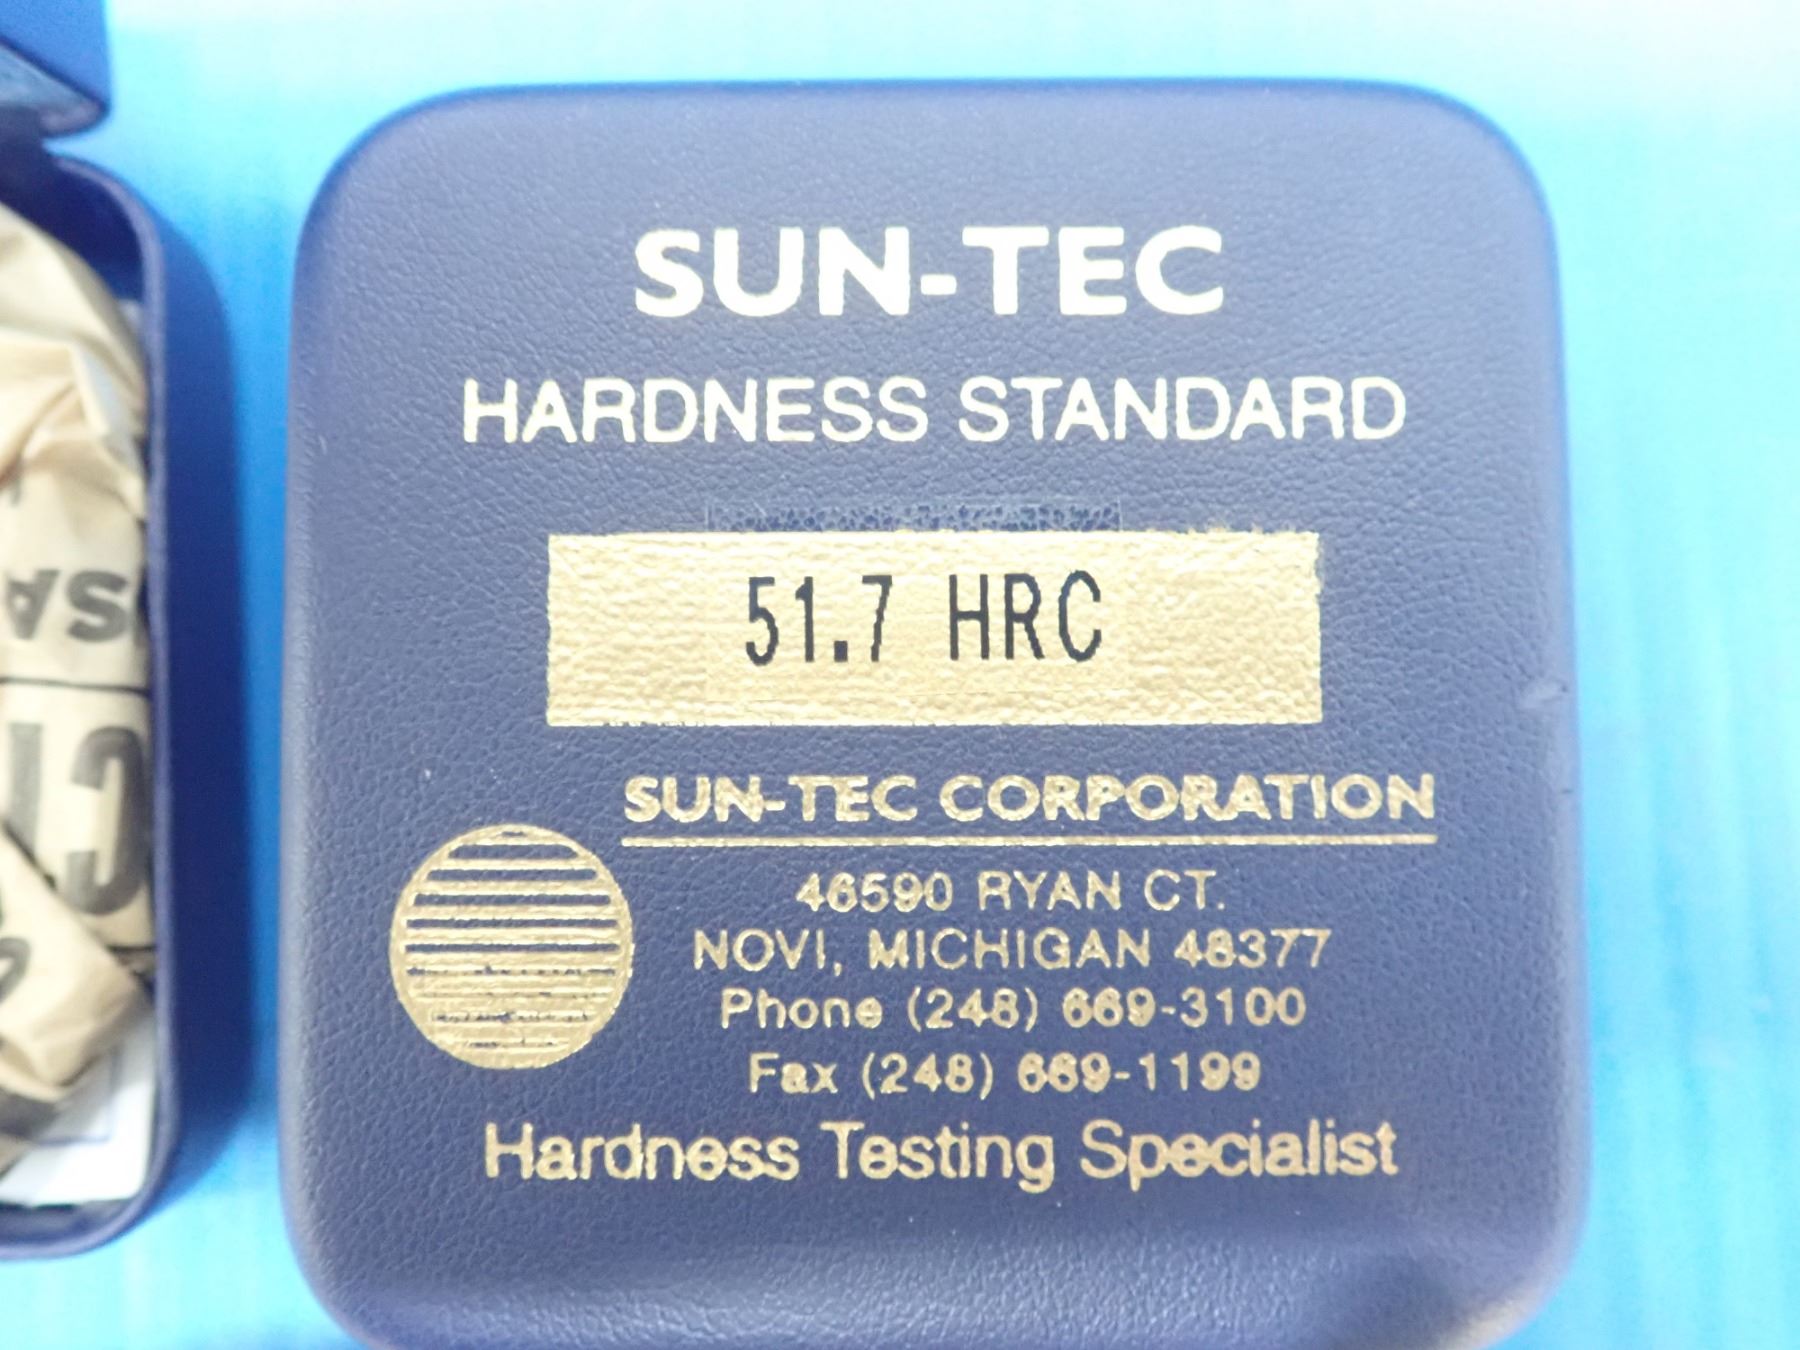 SUN-TEC
HARDNESS STANDARD
51.7 HRC
SUN-TEC CORPORATION
46590 RYAN CT.
NOVI, MICHIGAN 48377
Phone (248) 669-3100
Fax (248) 669-1199
Hardness Testing Specialist